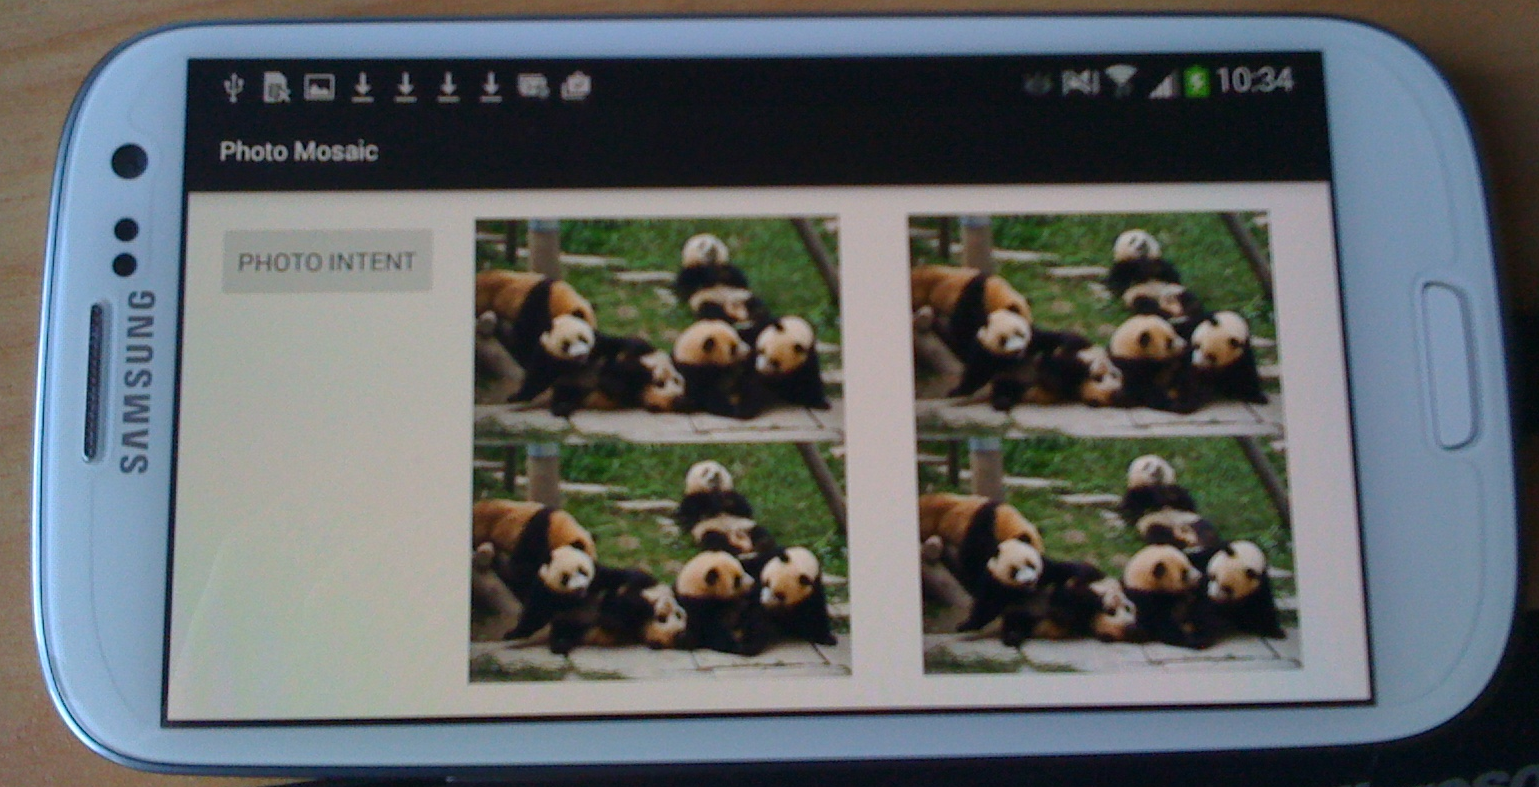 10:34
Photo Mosaic
PHOTO INTENT
SAMSUNG